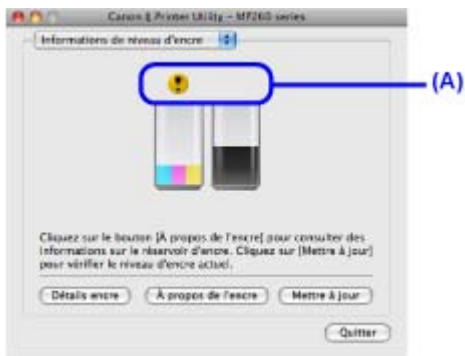 Canon IJ Printer Utility – MP260 series
Informations de niveau d'encre
(A)
Cliquez sur le bouton [À propos de l'encre] pour consulter des
informations sur le réservoir d'encre. Cliquez sur [Mettre à jour]
pour vérifier le niveau d'encre actuel.
Détails encre
À propos de l'encre
Mettre à jour
Quitter